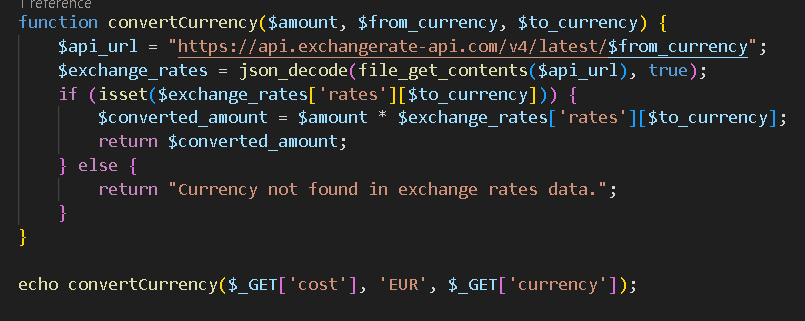 1 reference
function convertCurrency($amount, $from_currency, $to_currency) {
    $api_url = "https://api.exchangerate-api.com/v4/latest/$from_currency";
    $exchange_rates = json_decode(file_get_contents($api_url), true);
    if (isset($exchange_rates['rates'][$to_currency])) {
        $converted_amount = $amount * $exchange_rates['rates'][$to_currency];
        return $converted_amount;
    } else {
        return "Currency not found in exchange rates data.";
    }
}
echo convertCurrency($_GET['cost'], 'EUR', $_GET['currency']);